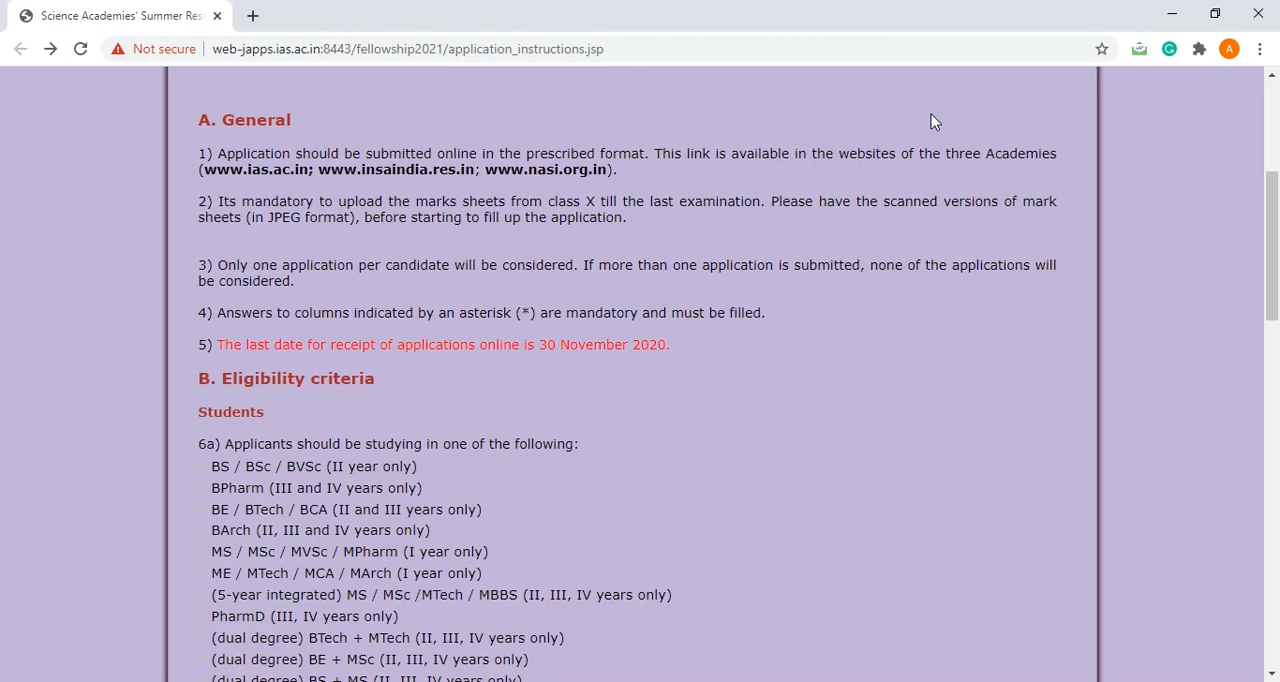 Science Academies' Summer Res
Not secure
web-japps.ias.ac.in:8443/fellowship2021/application_instructions.jsp
A
A. General
1) Application should be submitted online in the prescribed format. This link is available in the websites of the three Academies
(www.ias.ac.in; www.insaindia.res.in; www.nasi.org.in).
2) Its mandatory to upload the marks sheets from class X till the last examination. Please have the scanned versions of mark
sheets (in JPEG format), before starting to fill up the application.
3) Only one application per candidate will be considered. If more than one application is submitted, none of the applications will
be considered.
4) Answers to columns indicated by an asterisk (*) are mandatory and must be filled.
5) The last date for receipt of applications online is 30 November 2020.
B. Eligibility criteria
Students
6a) Applicants should be studying in one of the following:
BS / BSc / BVSc (II year only)
BPharm (III and IV years only)
BE / BTech / BCA (II and III years only)
BArch (II, III and IV years only)
MS / MSc / MVSc / MPharm (I year only)
ME / MTech / MCA / MArch (I year only)
(5-year integrated) MS / MSc /MTech / MBBS (II, III, IV years only)
PharmD (III, IV years only)
(dual degree) BTech + MTech (II, III, IV years only)
(dual degree) BE + MSc (II, III, IV years only)
(dual degree) BS + MS (II, III, IV years only)